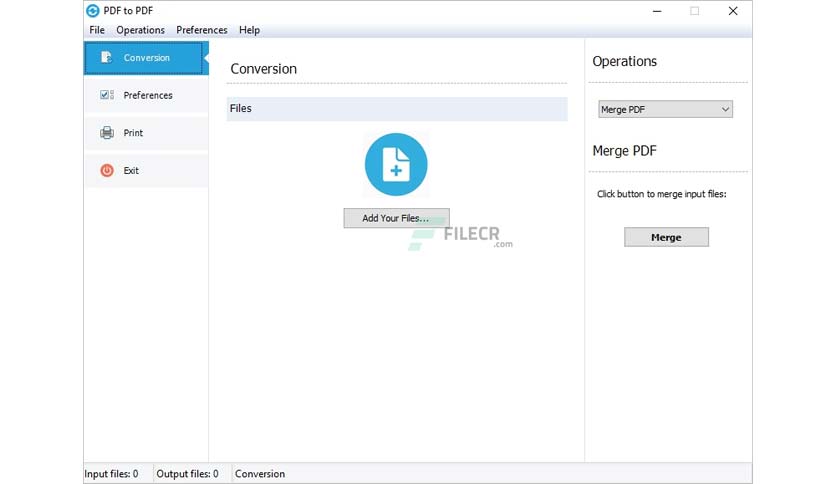 PDF to PDF
File Operations Preferences Help
Conversion
Preferences
Print
Exit
Conversion
Files
Add Your Files...
FILECR
.com
Operations
Merge PDF
Merge PDF
Click button to merge input files:
Merge
Input files: 0 Output files: 0 Conversion